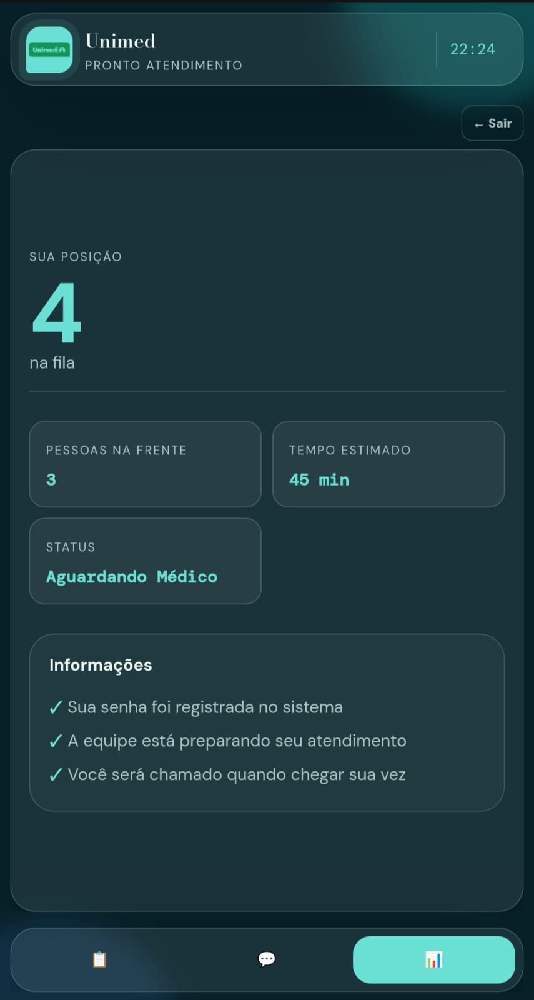 Unimed
Unimed
PRONTO ATENDIMENTO
22:24
← Sair
SUA POSIÇÃO
4
na fila
PESSOAS NA FRENTE
3
TEMPO ESTIMADO
45 min
STATUS
Aguardando Médico
Informações
✓ Sua senha foi registrada no sistema
✓ A equipe está preparando seu atendimento
✓ Você será chamado quando chegar sua vez